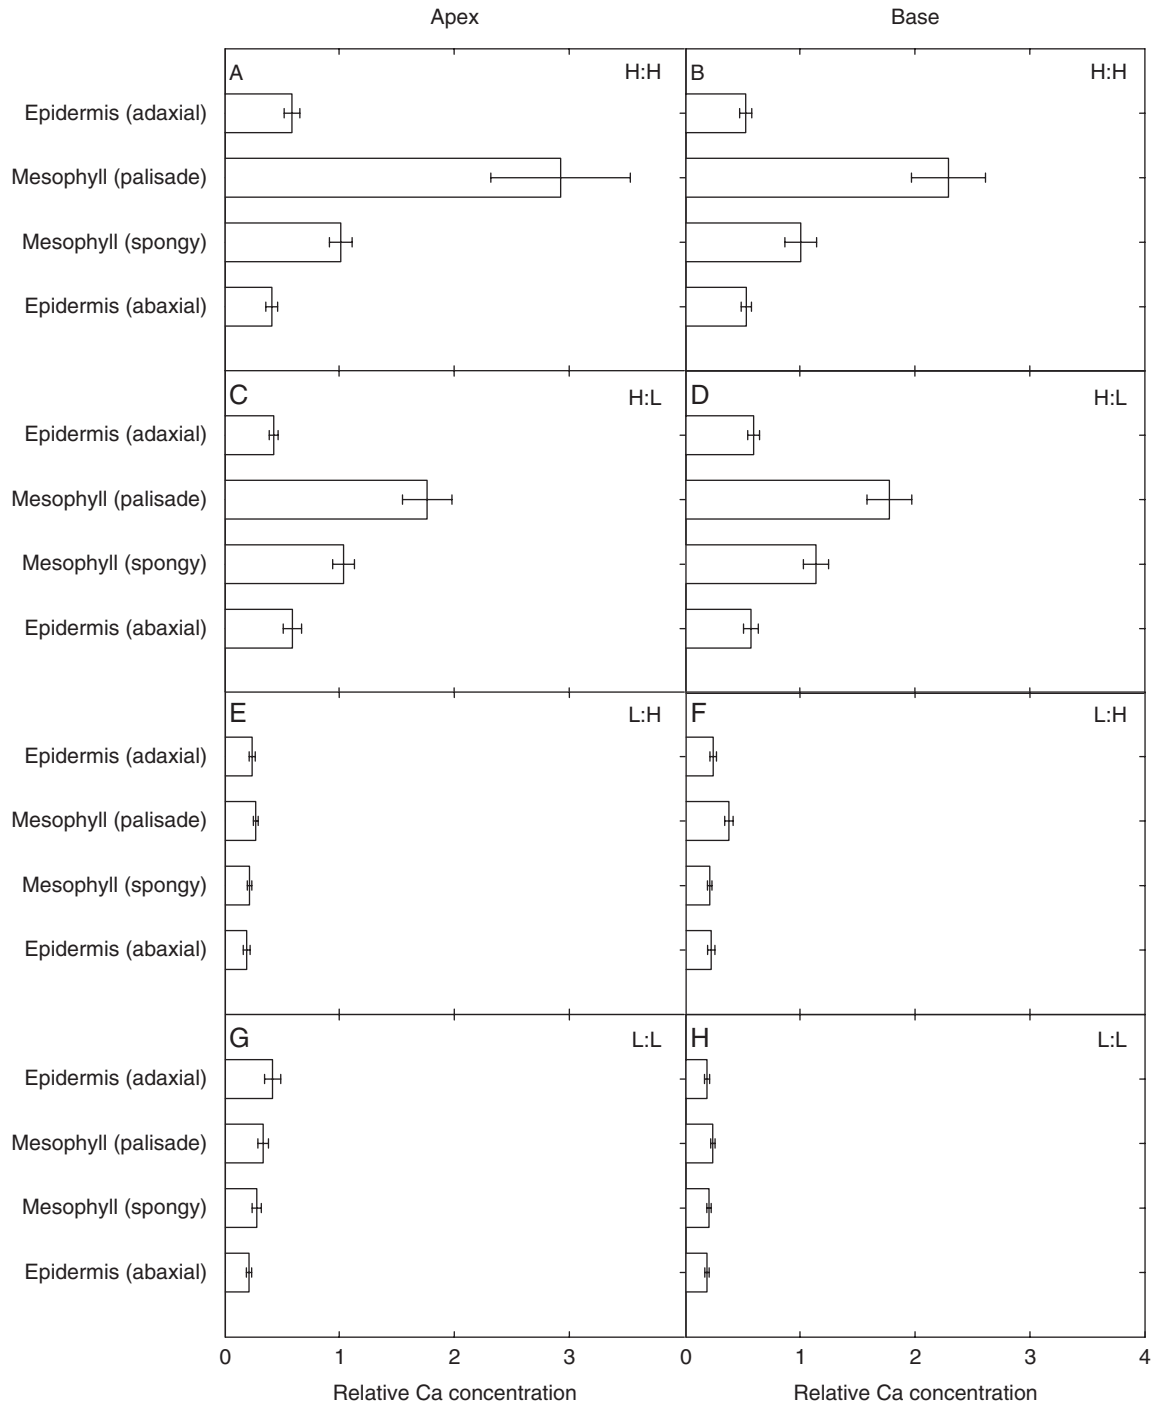 Apex Base
A H:H B H:H
Epidermis (adaxial)
Mesophyll (palisade)
Mesophyll (spongy)
Epidermis (abaxial)
C H:L D H:L
Epidermis (adaxial)
Mesophyll (palisade)
Mesophyll (spongy)
Epidermis (abaxial)
E L:H F L:H
Epidermis (adaxial)
Mesophyll (palisade)
Mesophyll (spongy)
Epidermis (abaxial)
G L:L H L:L
Epidermis (adaxial)
Mesophyll (palisade)
Mesophyll (spongy)
Epidermis (abaxial)
0 1 2 3 0 1 2 3 4
Relative Ca concentration Relative Ca concentration